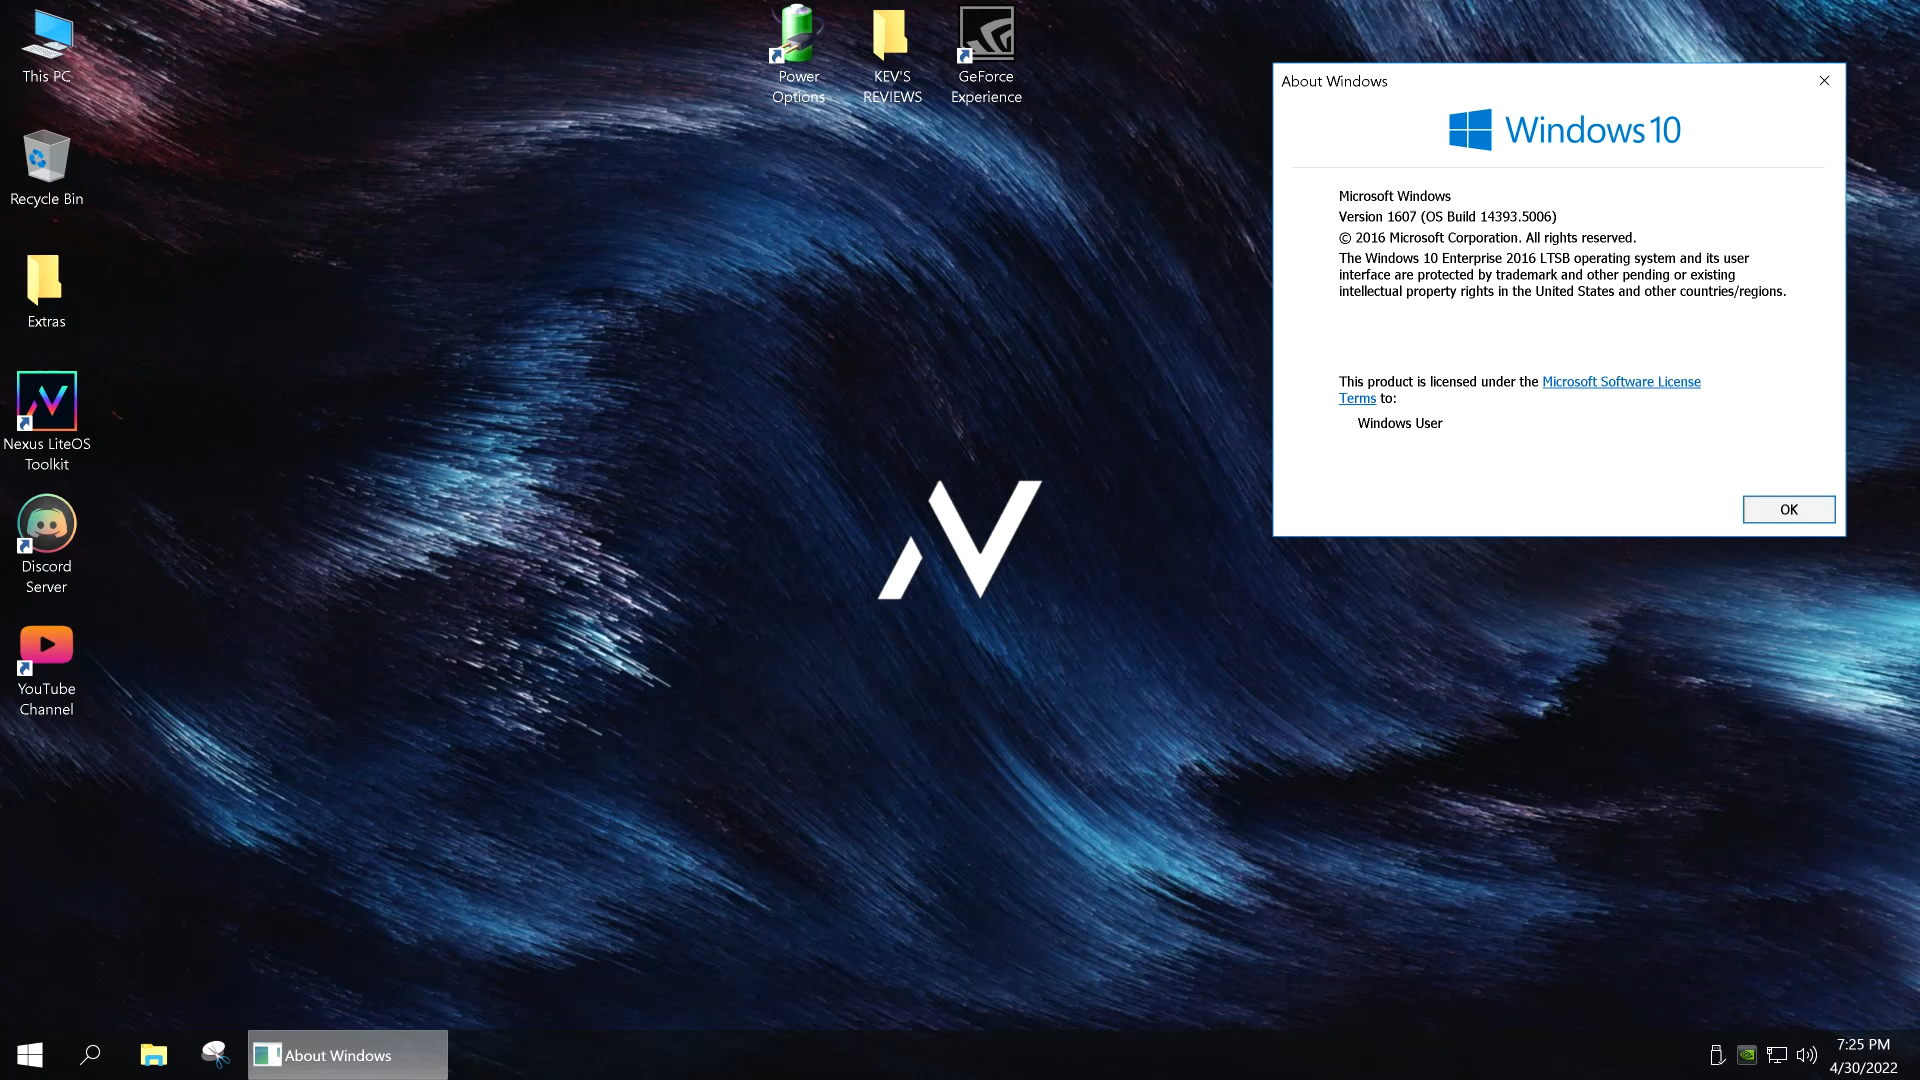 This PC
Recycle Bin
Extras
Nexus LiteOS
Toolkit
Discord
Server
YouTube
Channel
Power
Options
KEV'S
REVIEWS
GeForce
Experience
About Windows
Windows 10
Microsoft Windows
Version 1607 (OS Build 14393.5006)
© 2016 Microsoft Corporation. All rights reserved.
The Windows 10 Enterprise 2016 LTSB operating system and its user
interface are protected by trademark and other pending or existing
intellectual property rights in the United States and other countries/regions.
This product is licensed under the Microsoft Software License
Terms to:
Windows User
OK
About Windows
7:25 PM
4/30/2022